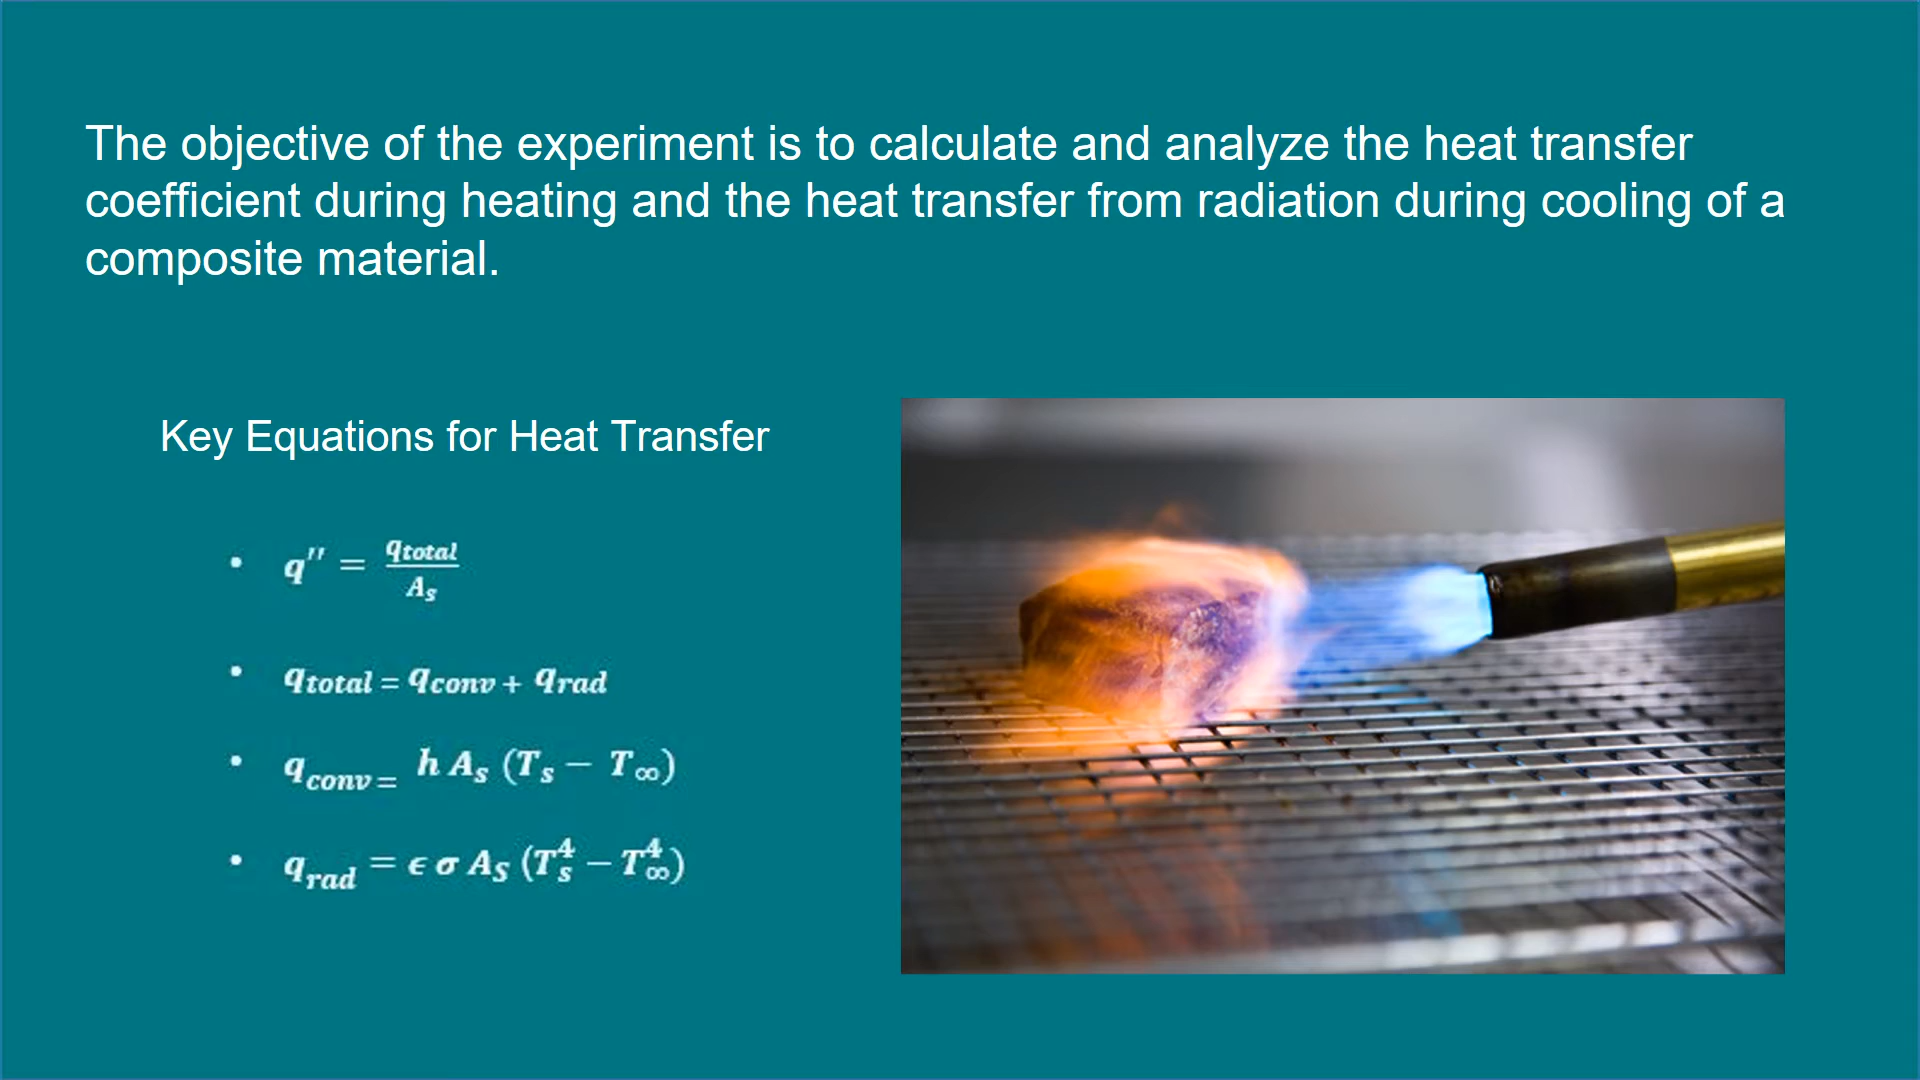 The objective of the experiment is to calculate and analyze the heat transfer
coefficient during heating and the heat transfer from radiation during cooling of a
composite material.
Key Equations for Heat Transfer
• q'' = q_total / A_s
• q_total = q_conv + q_rad
• q_conv = h A_s (T_s − T_∞)
• q_rad = ϵ σ A_S (T_s^4 − T_∞^4)